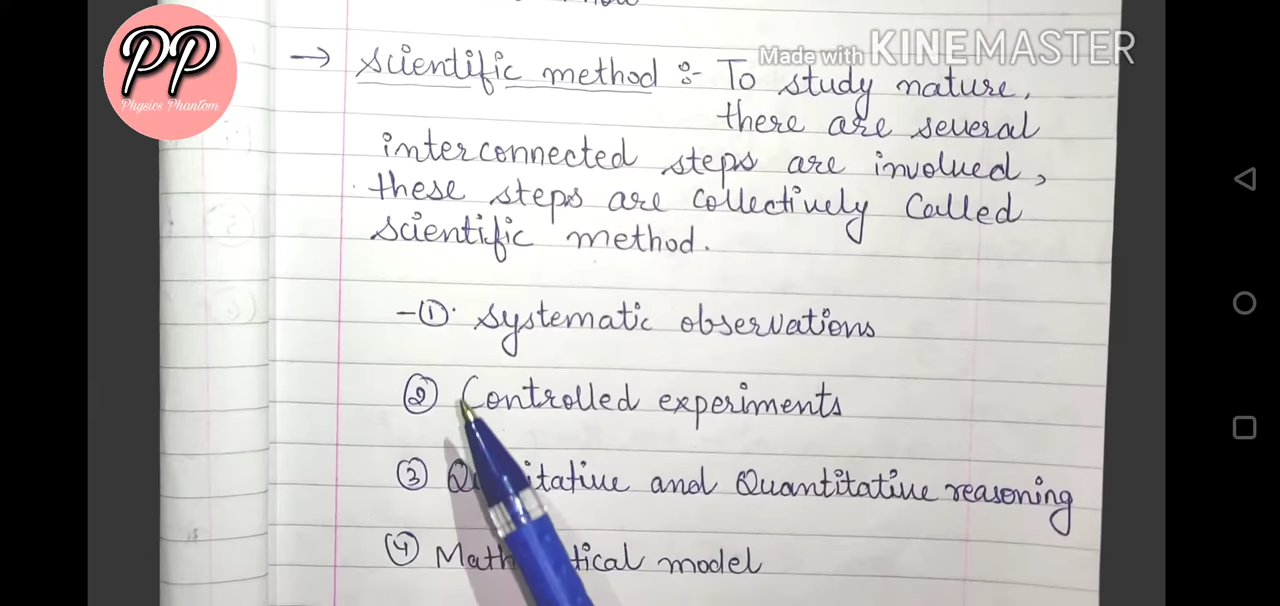 PP
Physics Phantom
Made with KINEMASTER
→ Scientific method :- To study nature,
there are several
interconnected steps are involved,
these steps are collectively called
scientific method.
-① Systematic observations
② Controlled experiments
③ and Quantitative reasoning
④ model